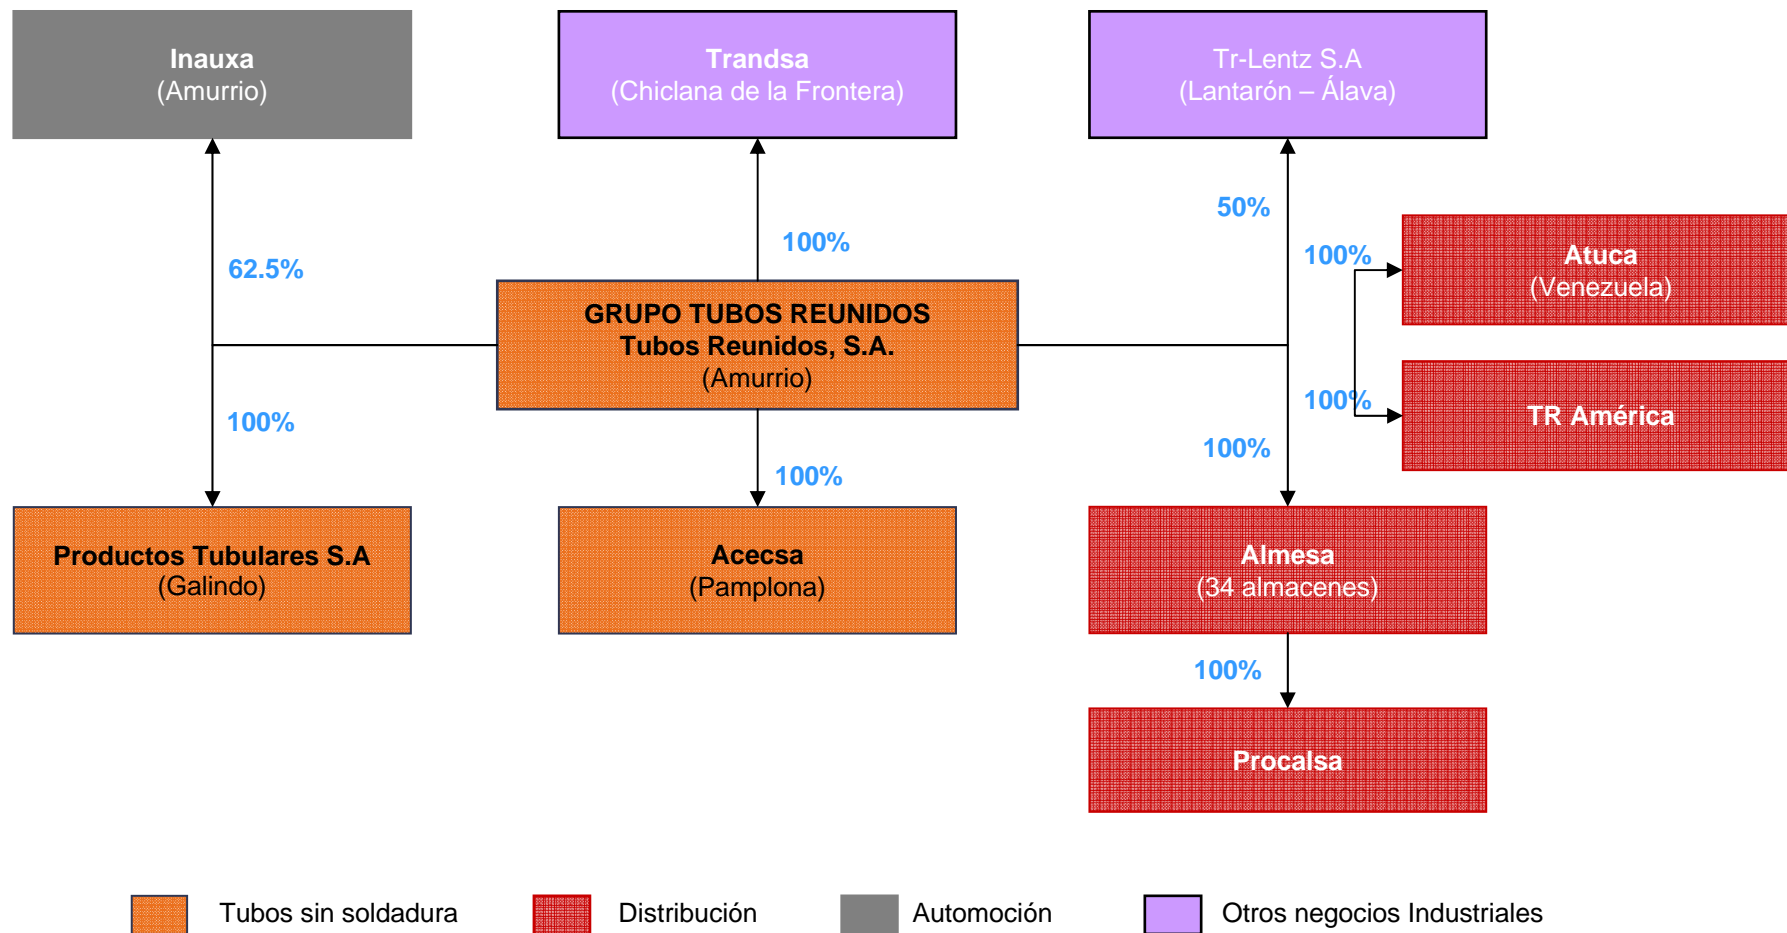 Inauxa
(Amurrio)
Trandsa
(Chiclana de la Frontera)
Tr-Lentz S.A
(Lantarón – Álava)
50%
100%
62.5%
100%
Atuca
(Venezuela)
GRUPO TUBOS REUNIDOS
Tubos Reunidos, S.A.
(Amurrio)
100%
TR América
100%
100%
100%
Productos Tubulares S.A
(Galindo)
Acecsa
(Pamplona)
Almesa
(34 almacenes)
100%
Procalsa
Tubos sin soldadura
Distribución
Automoción
Otros negocios Industriales